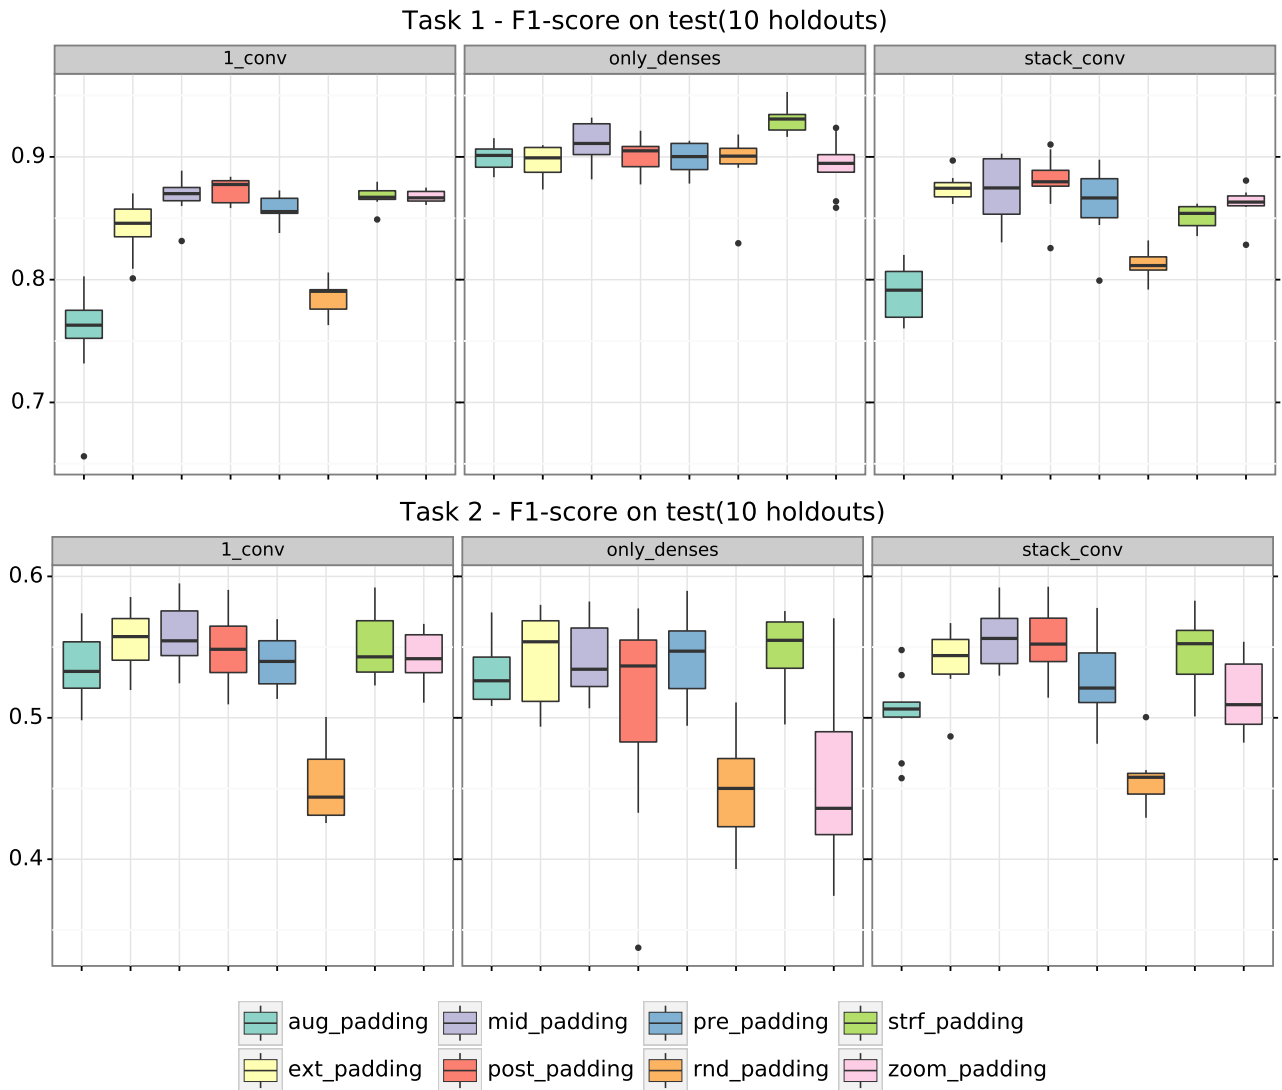 Task 1 - F1-score on test(10 holdouts)
1_conv only_denses stack_conv
0.9
0.8
0.7
Task 2 - F1-score on test(10 holdouts)
1_conv only_denses stack_conv
0.6
0.5
0.4
aug_padding mid_padding pre_padding strf_padding
ext_padding post_padding rnd_padding zoom_padding